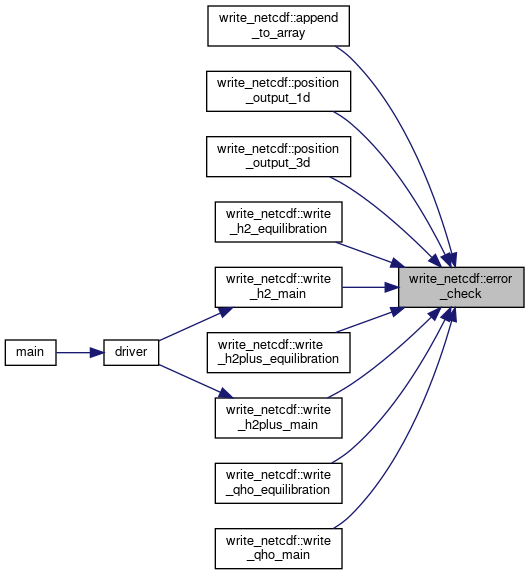 write_netcdf::append
_to_array
write_netcdf::position
_output_1d
write_netcdf::position
_output_3d
write_netcdf::write
_h2_equilibration
write_netcdf::error
_check
write_netcdf::write
_h2_main
write_netcdf::write
_h2plus_equilibration
main
driver
write_netcdf::write
_h2plus_main
write_netcdf::write
_qho_equilibration
write_netcdf::write
_qho_main